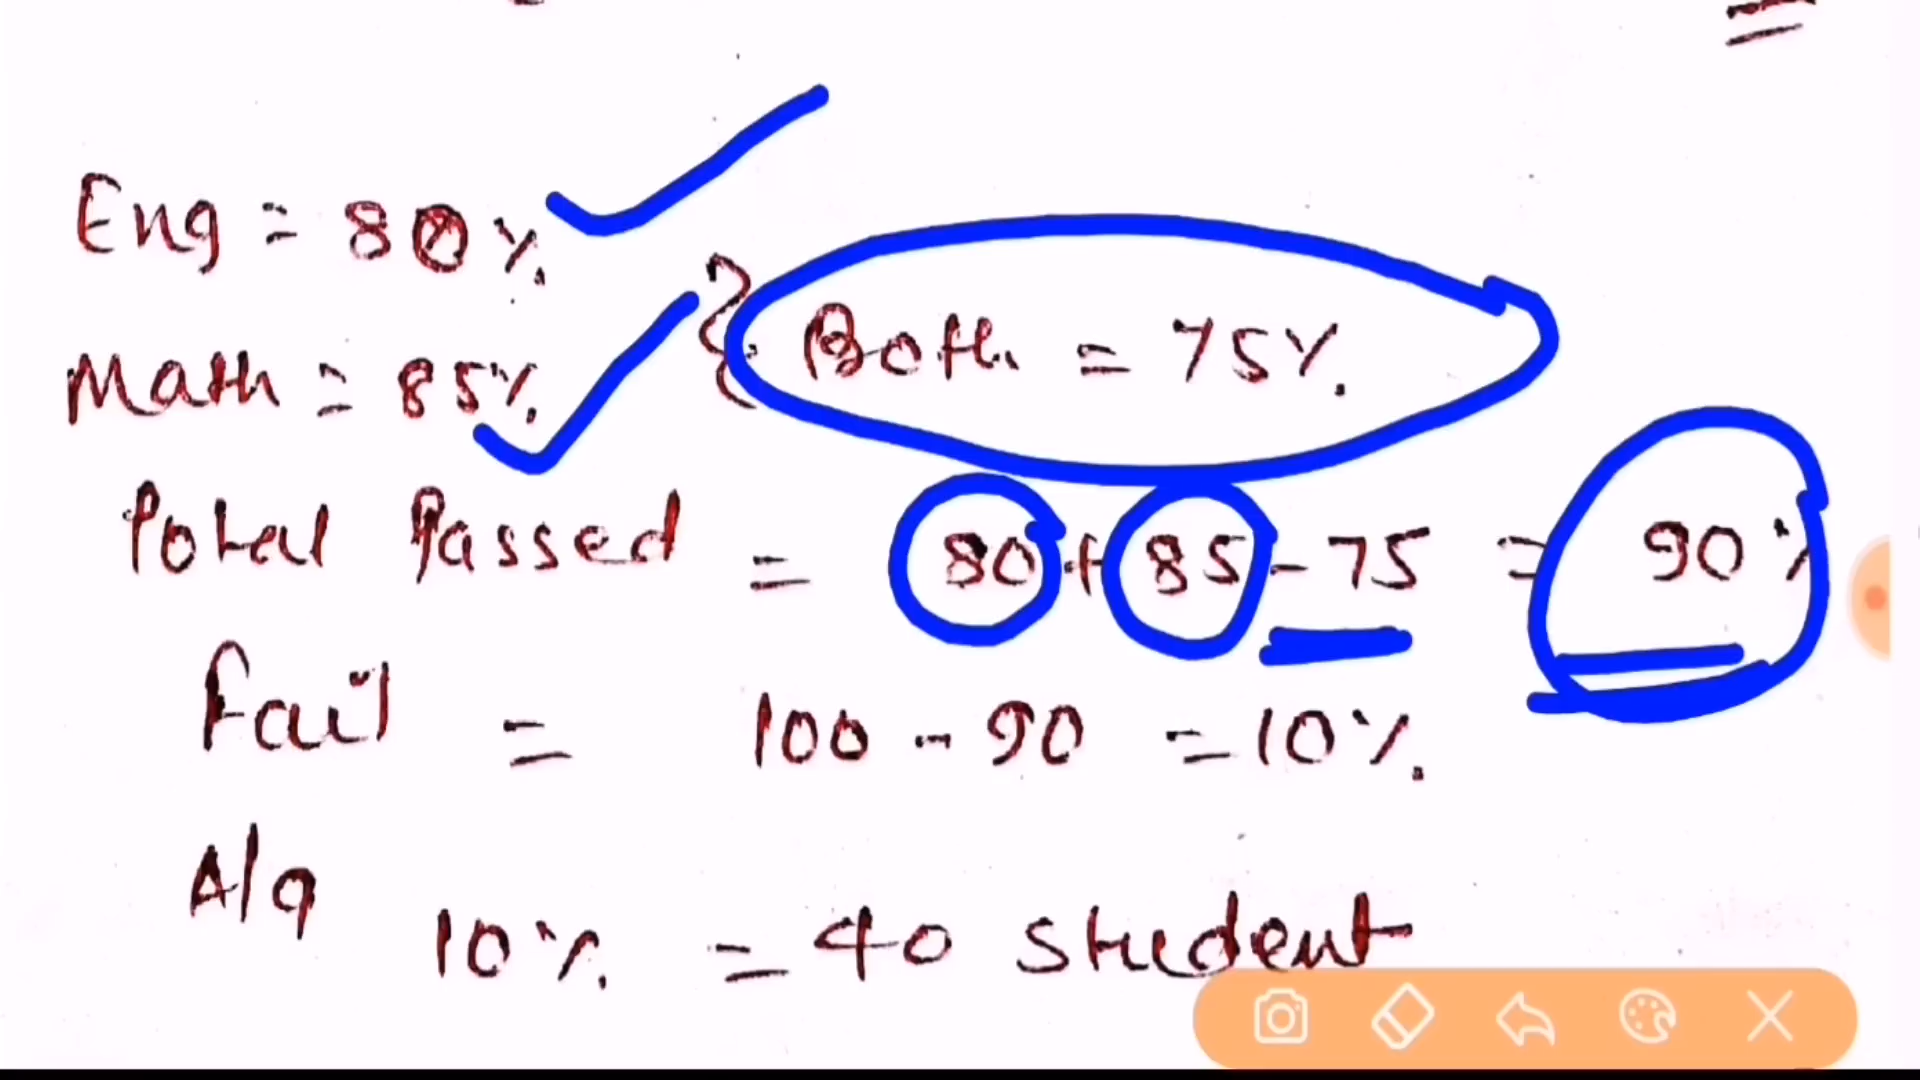 Eng = 80%.
Math = 85%.
} Both = 75%.
Total Passed = 80 + 85 - 75 = 90%
Fail = 100 - 90 = 10%.
A/q
10%. = 40 student